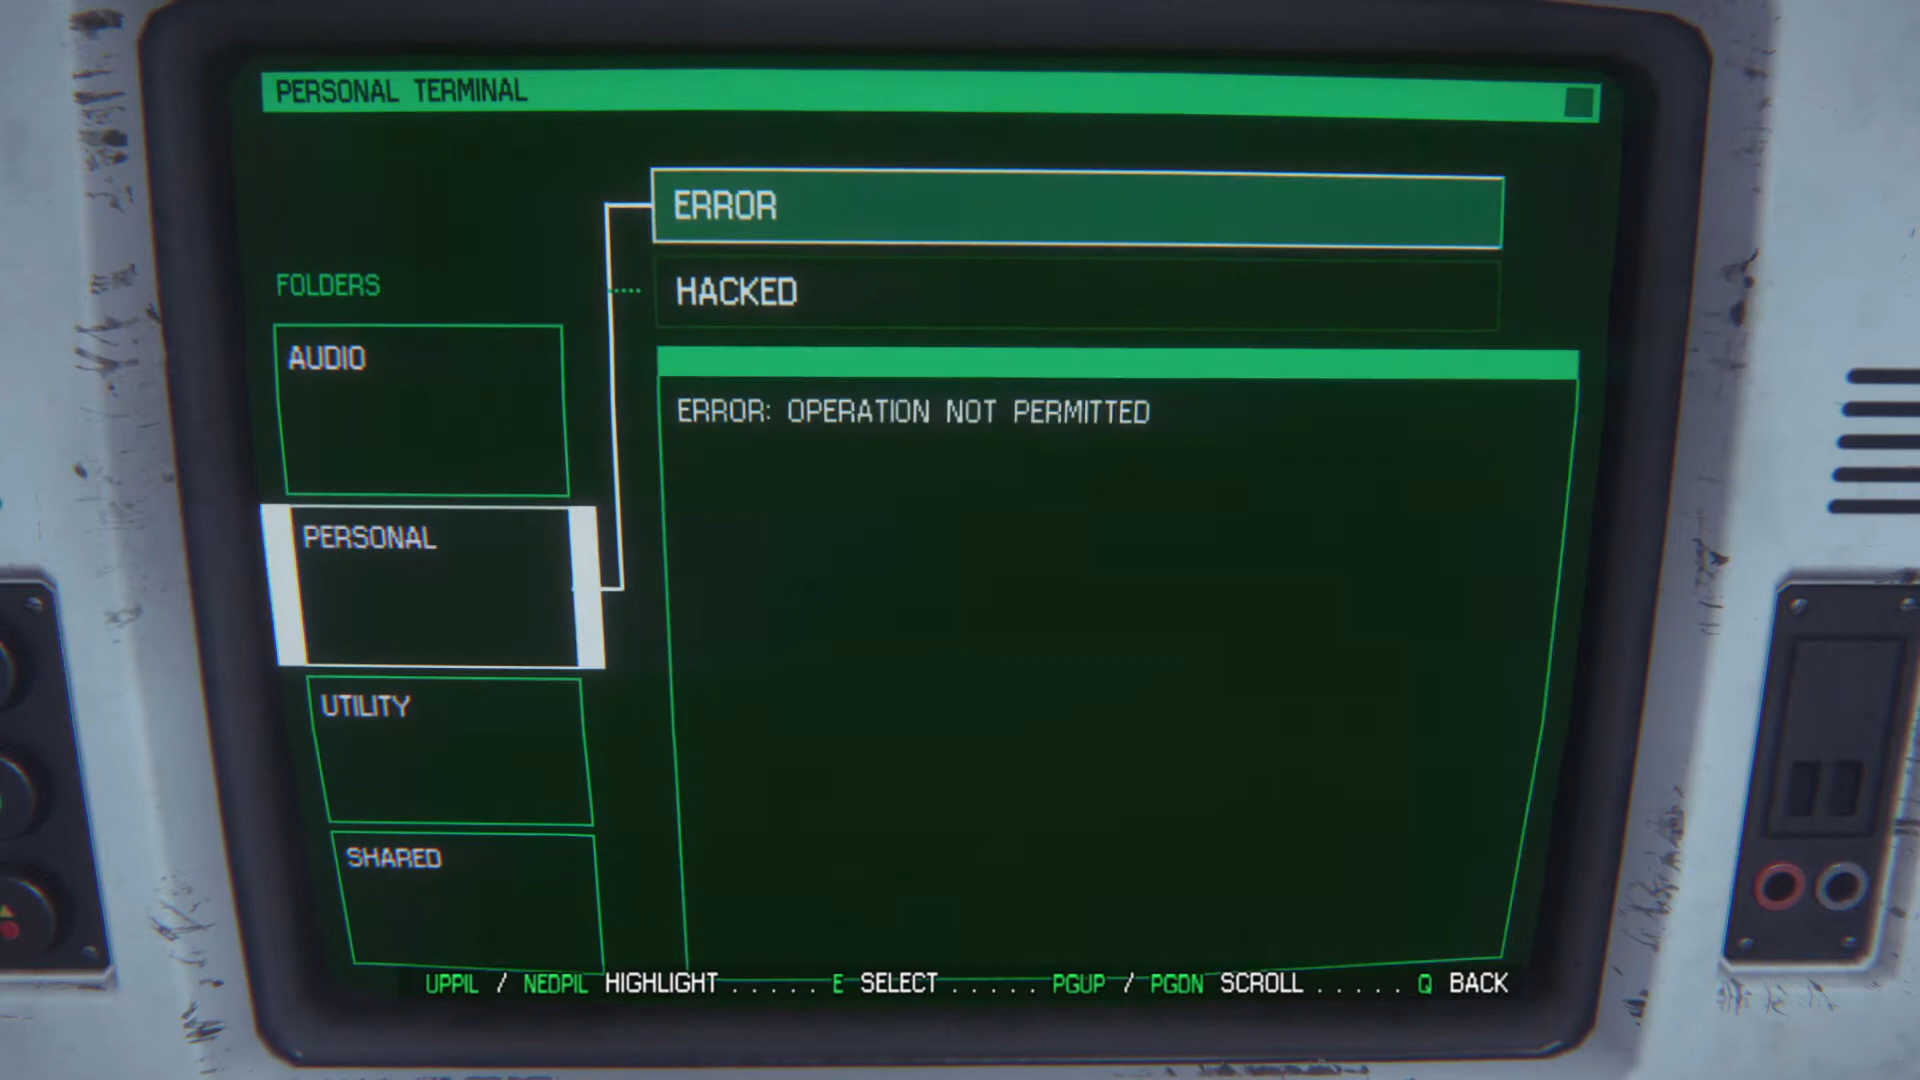 PERSONAL TERMINAL
ERROR
HACKED
FOLDERS
AUDIO
PERSONAL
UTILITY
SHARED
ERROR: OPERATION NOT PERMITTED
UPPIL / NEDPIL HIGHLIGHT ..... E SELECT ..... PGUP / PGDN SCROLL ..... Q BACK